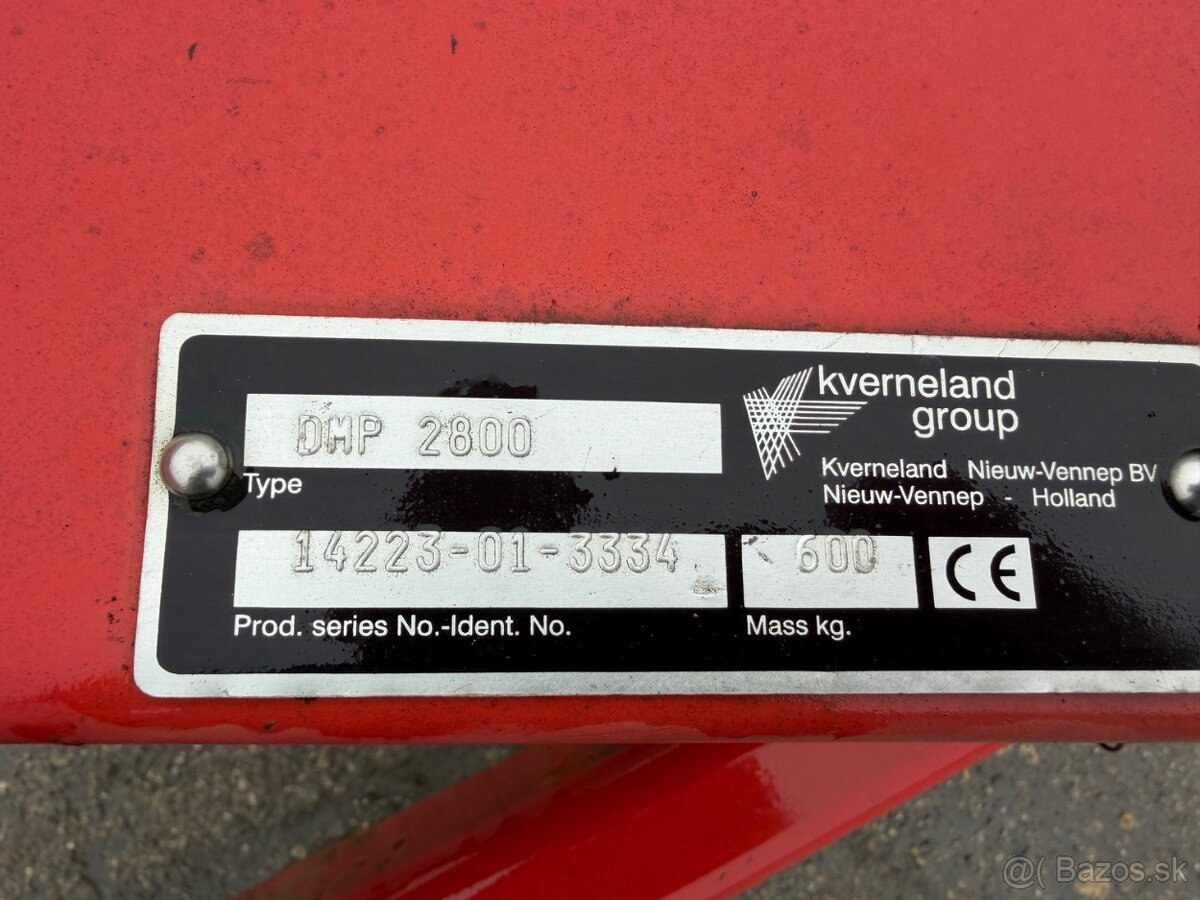 DMP 2800
Type
kverneland
group
Kverneland Nieuw-Vennep BV
Nieuw-Vennep - Holland
14223-01-3334
600
CE
Prod. series No.-Ident. No.
Mass kg.
@( Bazos.sk